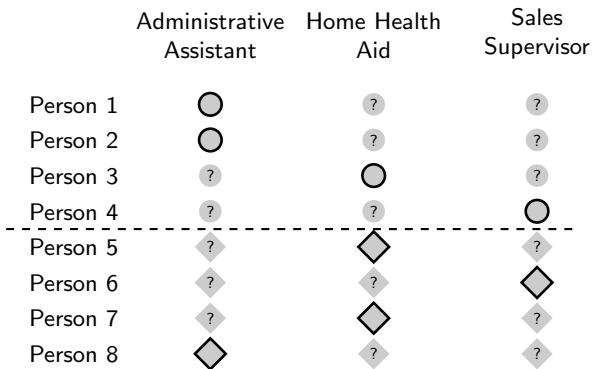 Administrative Assistant
Home Health Aid
Sales Supervisor
Person 1 ? ?
Person 2 ? ?
Person 3 ? ?
Person 4 ? ?
Person 5 ? ?
Person 6 ? ?
Person 7 ? ?
Person 8 ? ?